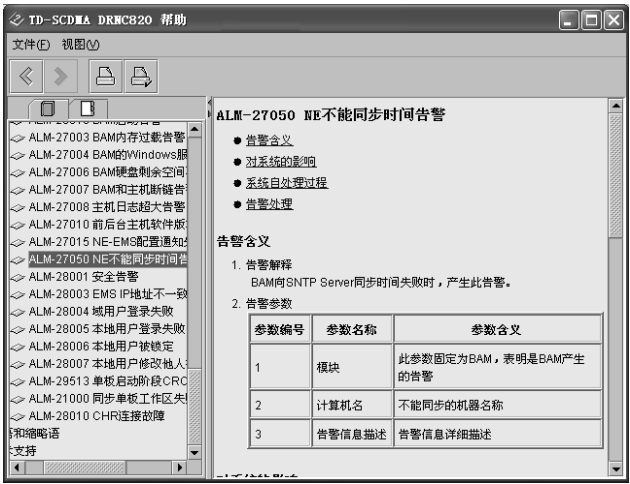 TD-SCDMA DRNC820 帮助
文件(F) 视图(V)
ALM-27003 BAM内存过载告警
ALM-27004 BAM的Windows服
ALM-27006 BAM硬盘剩余空间
ALM-27007 BAM和主机断链告
ALM-27008 主机日志超大告警
ALM-27010 前后台主机软件版
ALM-27015 NE-EMS配置通知
ALM-27050 NE不能同步时间告
ALM-28001 安全告警
ALM-28003 EMS IP地址不一致
ALM-28004 域用户登录失败
ALM-28005 本地用户登录失败
ALM-28006 本地用户被锁定
ALM-28007 本地用户修改他人
ALM-29513 单板启动阶段CRC
ALM-21000 同步单板工作区失
ALM-28010 CHR连接故障
和缩略语
支持
ALM-27050 NE不能同步时间告警
告警含义
对系统的影响
系统自处理过程
告警处理
告警含义
1. 告警解释
BAM向SNTP Server同步时间失败时，产生此告警。
2. 告警参数
参数编号 参数名称 参数含义
1 模块 此参数固定为BAM，表明是BAM产生
的告警
2 计算机名 不能同步的机器名称
3 告警信息描述 告警信息详细描述